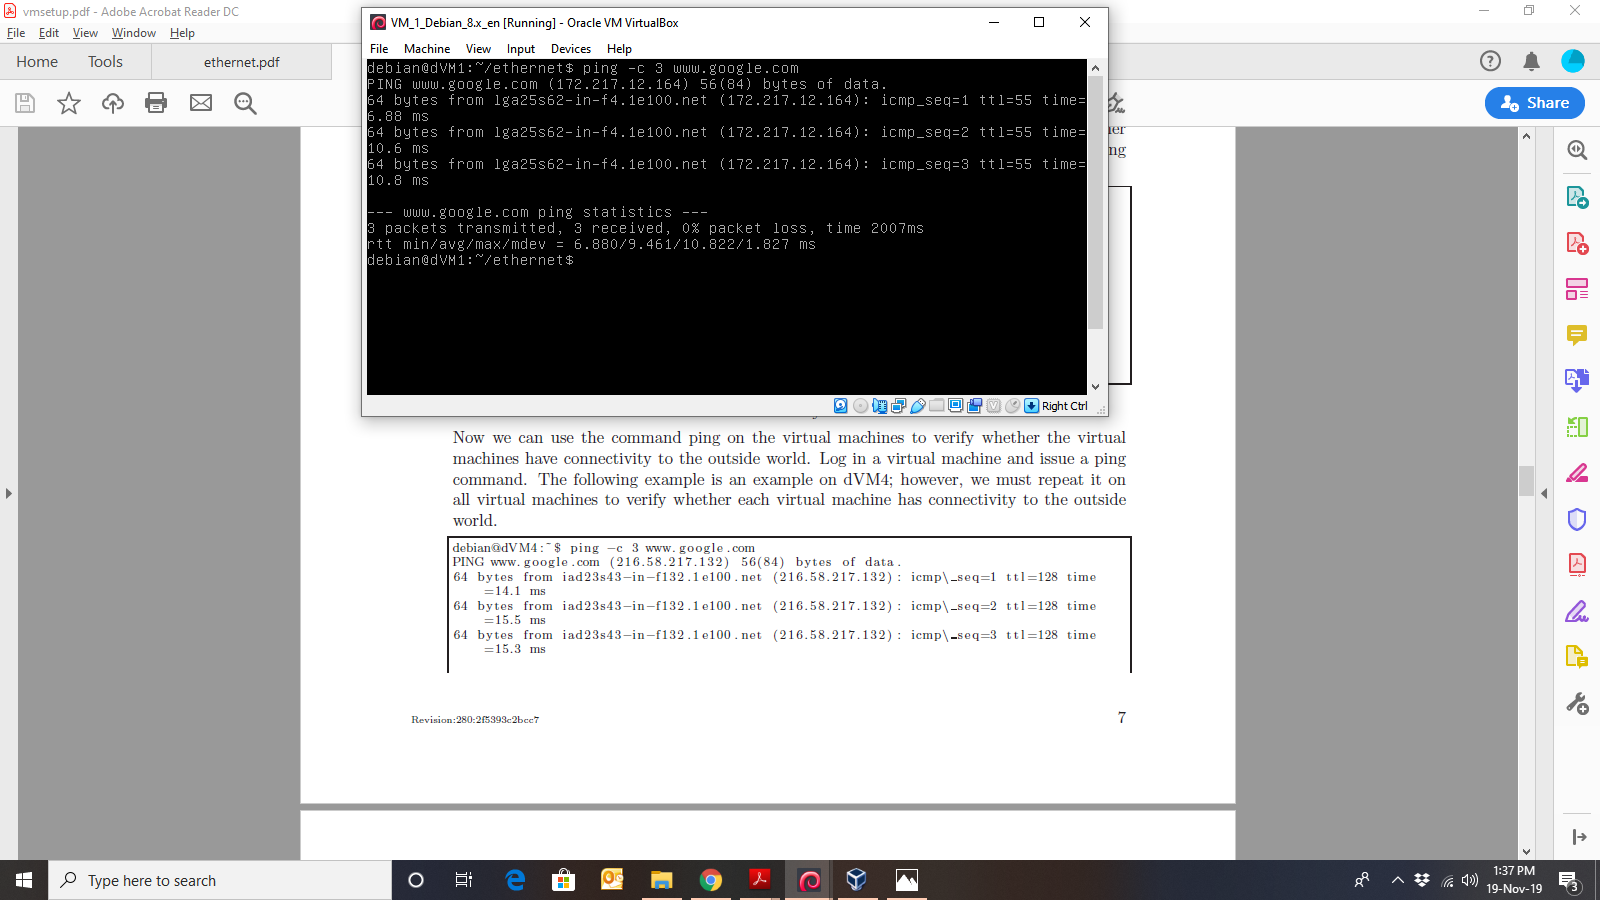 vmsetup.pdf - Adobe Acrobat Reader DC
File Edit View Window Help
Home Tools ethernet.pdf
Share
VM_1_Debian_8.x_en [Running] - Oracle VM VirtualBox
File Machine View Input Devices Help
debian@dVM1:~/ethernet$ ping -c 3 www.google.com
PING www.google.com (172.217.12.164) 56(84) bytes of data.
64 bytes from lga25s62-in-f4.1e100.net (172.217.12.164): icmp_seq=1 ttl=55 time=
6.88 ms
64 bytes from lga25s62-in-f4.1e100.net (172.217.12.164): icmp_seq=2 ttl=55 time=
10.6 ms
64 bytes from lga25s62-in-f4.1e100.net (172.217.12.164): icmp_seq=3 ttl=55 time=
10.8 ms
--- www.google.com ping statistics ---
3 packets transmitted, 3 received, 0% packet loss, time 2007ms
rtt min/avg/max/mdev = 6.880/9.461/10.822/1.827 ms
debian@dVM1:~/ethernet$
Right Ctrl
ng
Now we can use the command ping on the virtual machines to verify whether the virtual
machines have connectivity to the outside world. Log in a virtual machine and issue a ping
command. The following example is an example on dVM4; however, we must repeat it on
all virtual machines to verify whether each virtual machine has connectivity to the outside
world.
debian@dVM4:~$ ping -c 3 www.google.com
PING www.google.com (216.58.217.132) 56(84) bytes of data.
64 bytes from iad23s43-in-f132.1e100.net (216.58.217.132): icmp\_seq=1 ttl=128 time
=14.1 ms
64 bytes from iad23s43-in-f132.1e100.net (216.58.217.132): icmp\_seq=2 ttl=128 time
=15.5 ms
64 bytes from iad23s43-in-f132.1e100.net (216.58.217.132): icmp\_seq=3 ttl=128 time
=15.3 ms
Revision:280:2f5393c2bcc7
7
Type here to search
1:37 PM
19-Nov-19
3